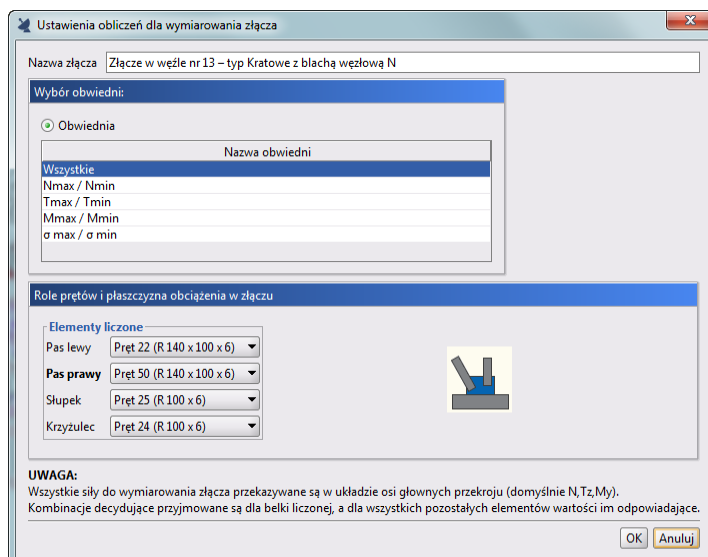 Ustawienia obliczeń dla wymiarowania złącza
Nazwa złącza Złącze w węźle nr 13 – typ Kratowe z blachą węzłową N
Wybór obwiedni:
Obwiednia
Nazwa obwiedni
Wszystkie
Nmax / Nmin
Tmax / Tmin
Mmax / Mmin
σ max / σ min
Role prętów i płaszczyzna obciążenia w złączu
Elementy liczone
Pas lewy Pręt 22 (R 140 x 100 x 6)
Pas prawy Pręt 50 (R 140 x 100 x 6)
Słupek Pręt 25 (R 100 x 6)
Krzyżulec Pręt 24 (R 100 x 6)
UWAGA:
Wszystkie siły do wymiarowania złącza przekazywane są w układzie osi głownych przekroju (domyślnie N,Tz,My).
Kombinacje decydujące przyjmowane są dla belki liczonej, a dla wszystkich pozostałych elementów wartości im odpowiadające.
OK Anuluj